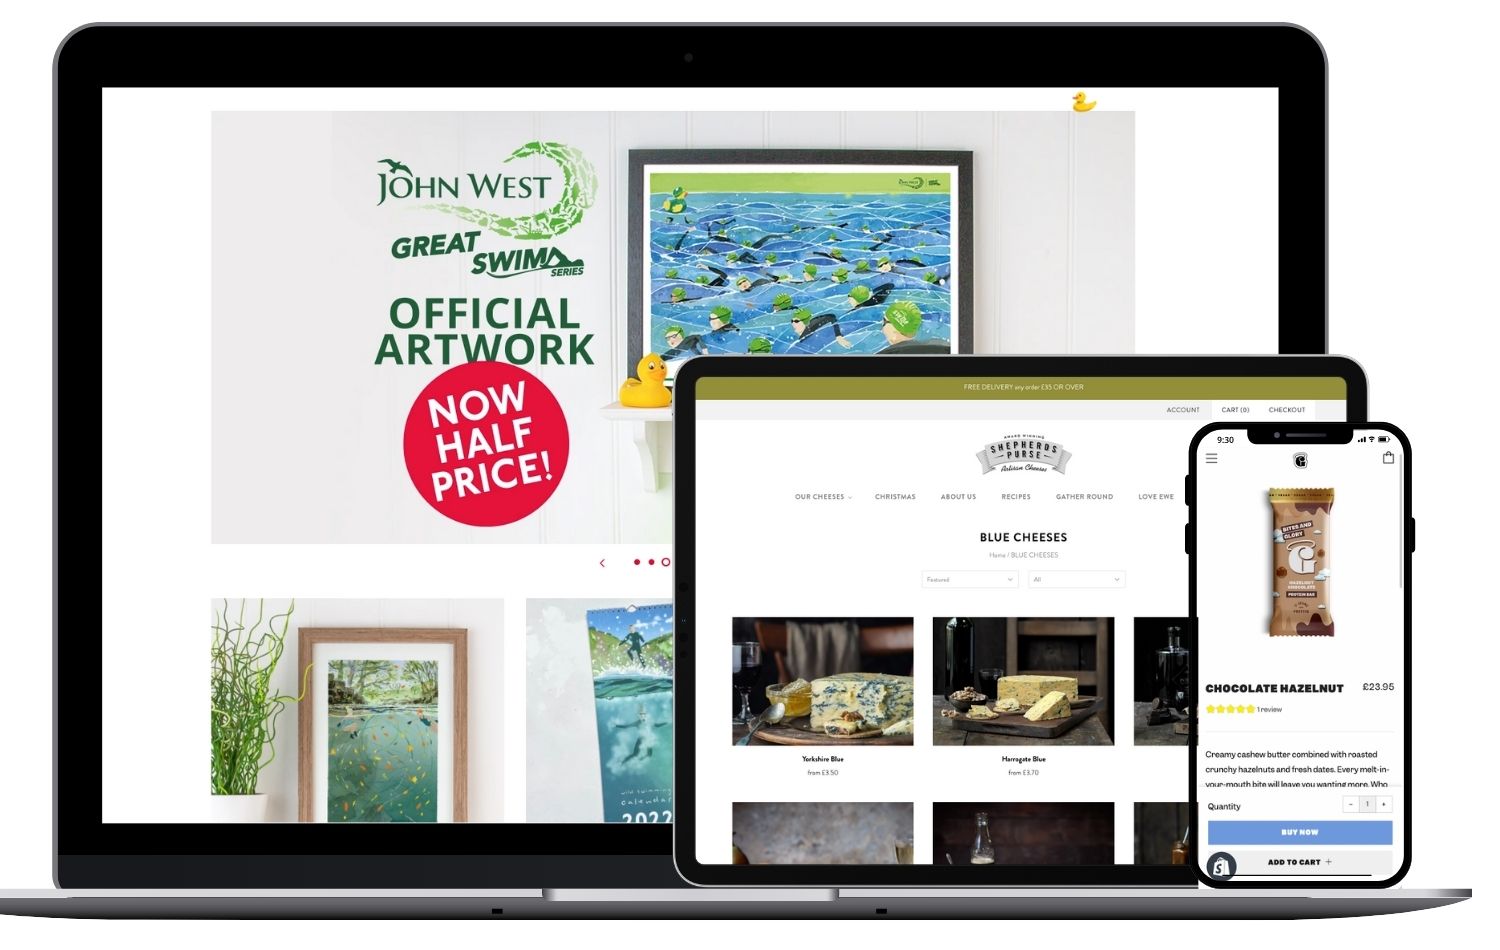 JOHN WEST
GREAT
SWIM
SERIES
OFFICIAL
ARTWORK
NOW
HALF
PRICE!
wild swimming
calendar
2022
FREE DELIVERY any order £35 OR OVER
ACCOUNT
CART (0)
CHECKOUT
AWARD WINNING
SHEPHERDS
PURSE
Artisan Cheeses
OUR CHEESES
CHRISTMAS
ABOUT US
RECIPES
GATHER ROUND
LOVE EWE
BLUE CHEESES
Home / BLUE CHEESES
Featured
All
Yorkshire Blue
from £3.50
Harrogate Blue
from £3.70
9:30
G
BITES AND
GLORY
G
HAZELNUT
CHOCOLATE
PROTEIN BAR
CHOCOLATE HAZELNUT
£23.95
1 review
Creamy cashew butter combined with roasted
crunchy hazelnuts and fresh dates. Every melt-in-
your-mouth bite will leave you wanting more. Who
Quantity
- 1 +
BUY NOW
ADD TO CART +
S